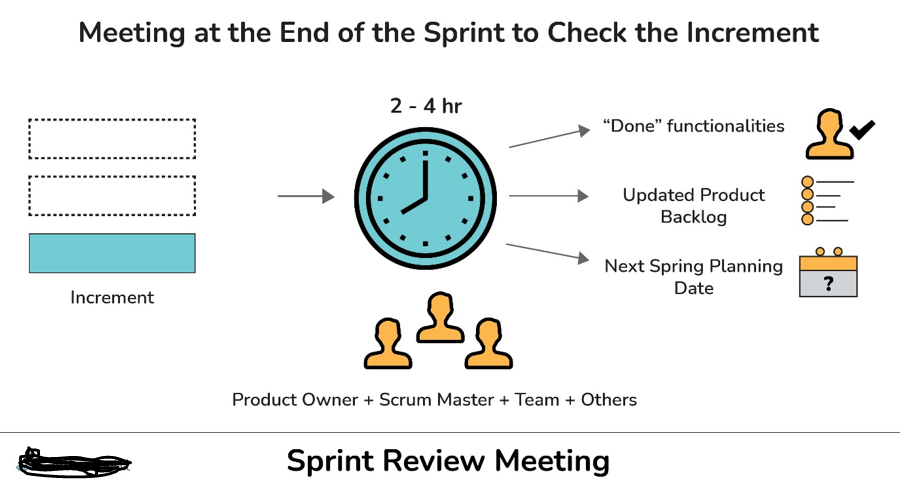 Meeting at the End of the Sprint to Check the Increment
2 - 4 hr
"Done" functionalities
Updated Product
Backlog
Next Spring Planning
Date
?
Increment
Product Owner + Scrum Master + Team + Others
Sprint Review Meeting